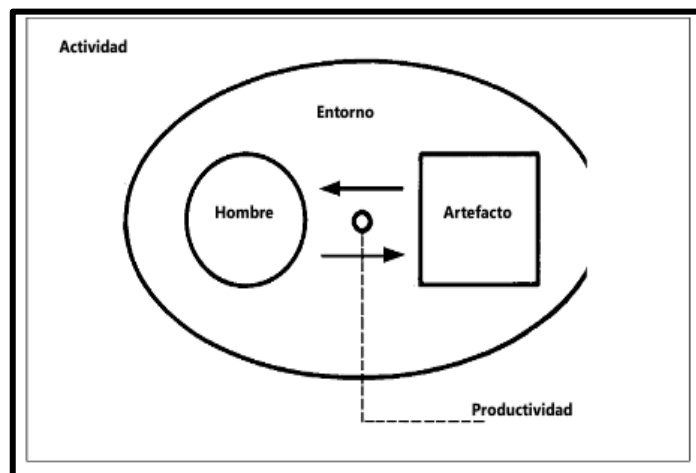 Actividad
Entorno
Hombre
Artefacto
Productividad